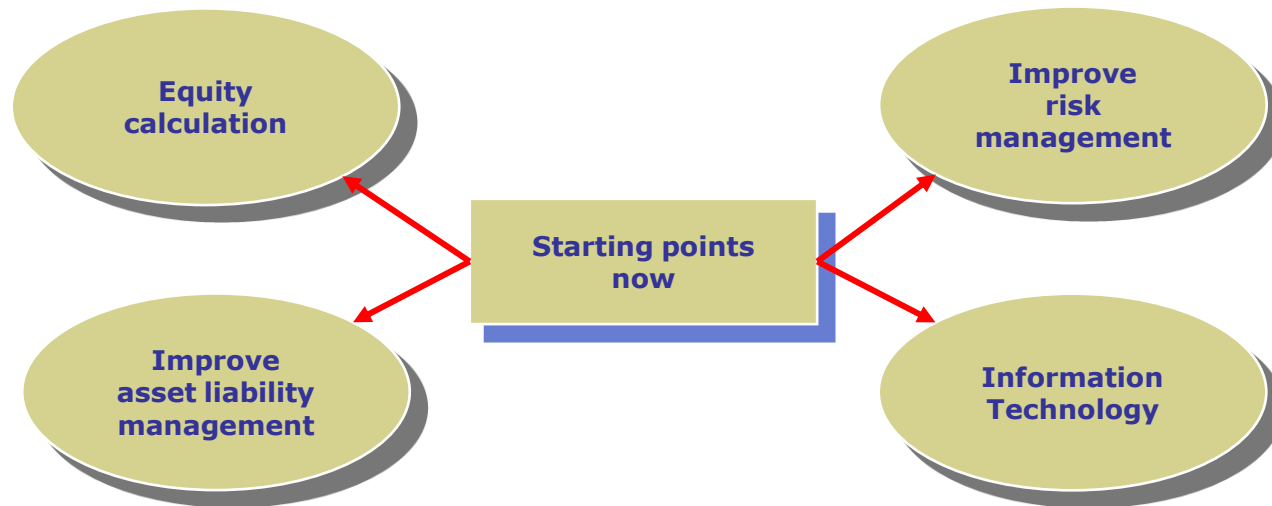 Equity
calculation
Improve
risk
management
Starting points
now
Improve
asset liability
management
Information
Technology